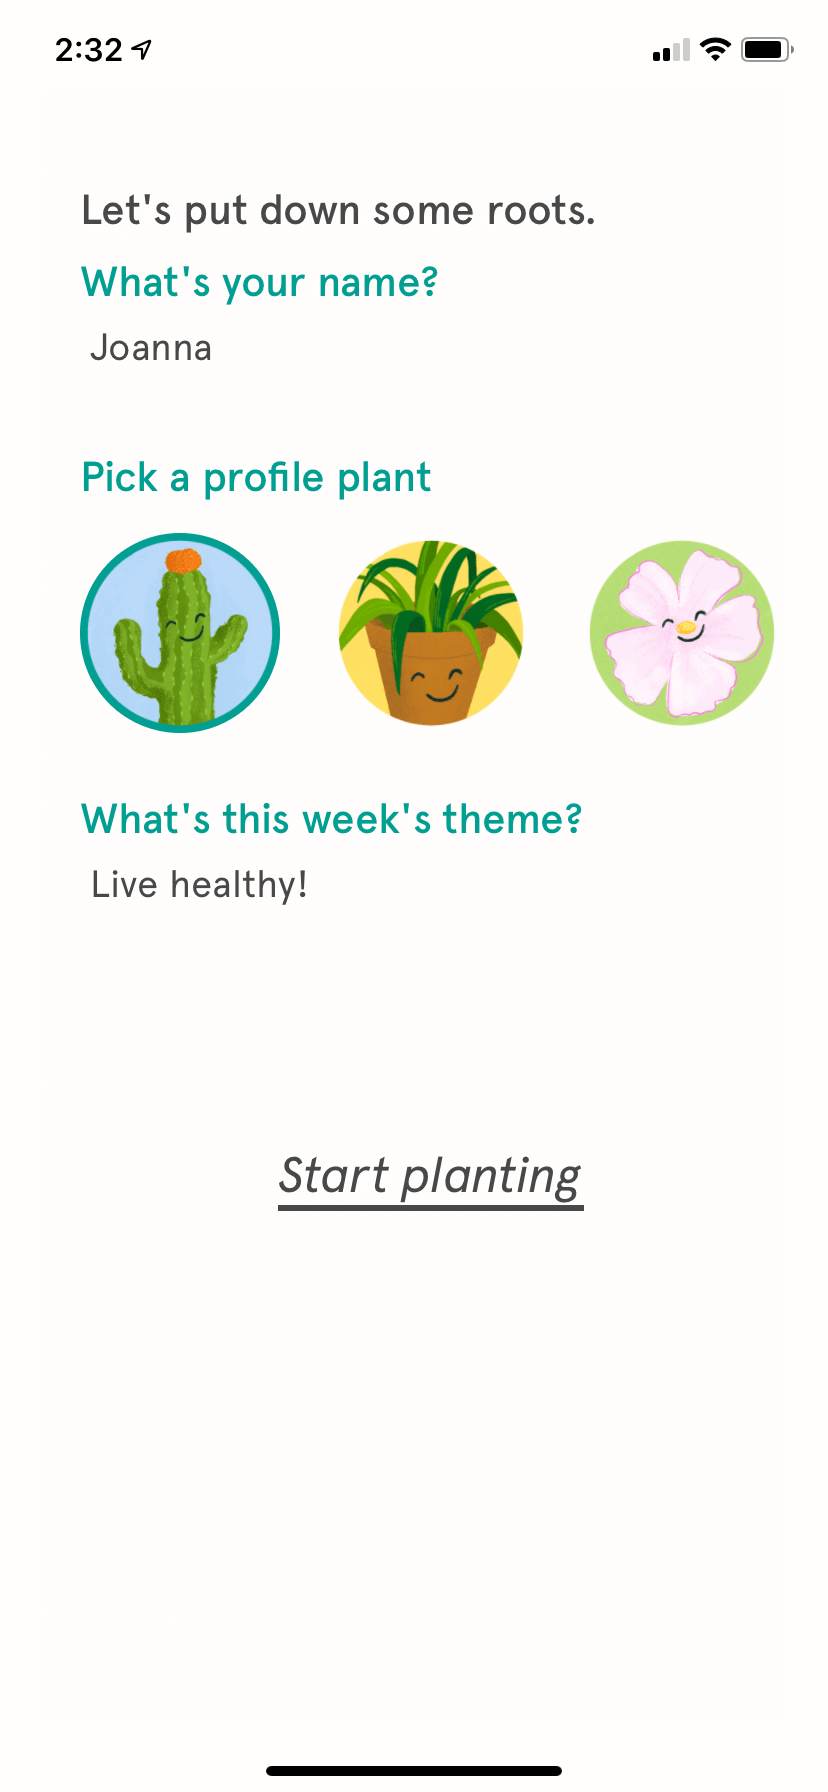 2:32
Let's put down some roots.
What's your name?
Joanna
Pick a profile plant
What's this week's theme?
Live healthy!
Start planting